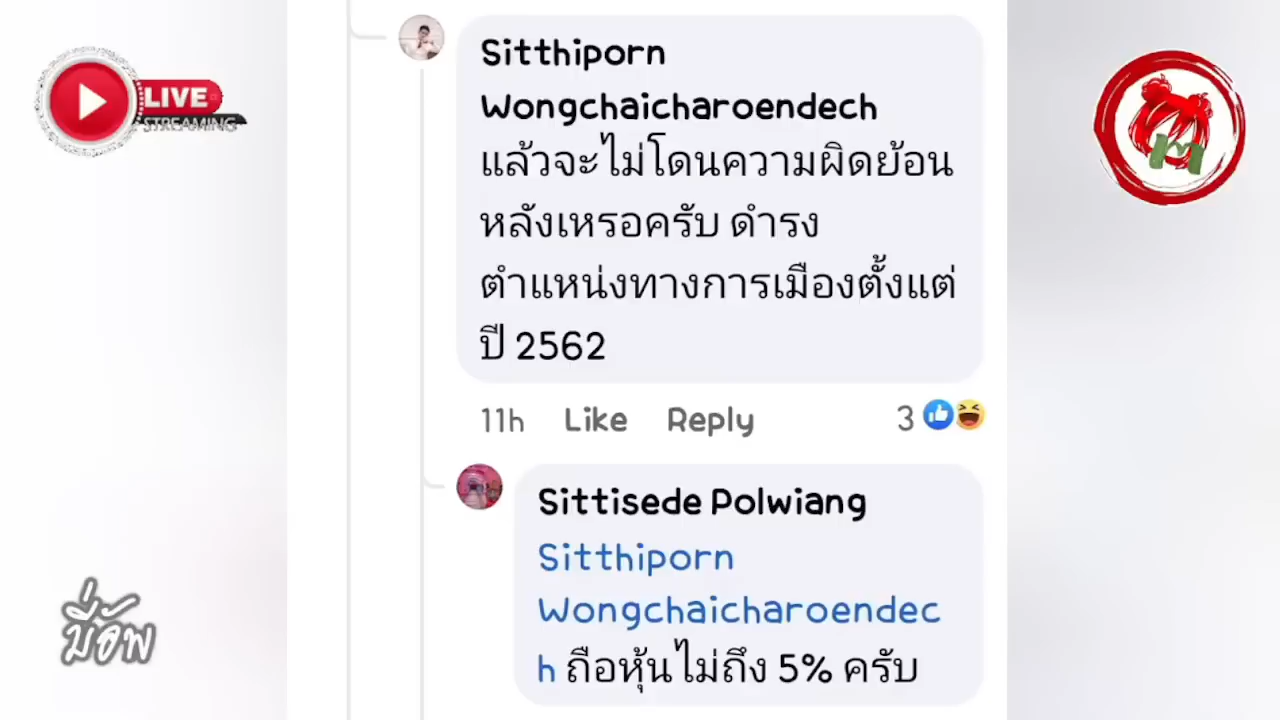 LIVE
STREAMING
Sitthiporn
Wongchaicharoendech
แล้วจะไม่โดนความผิดย้อน
หลังเหรอครับ ดำรง
ตำแหน่งทางการเมืองตั้งแต่
ปี 2562
11h Like Reply 3
Sittisede Polwiang
Sitthiporn
Wongchaicharoendec
h ถือหุ้นไม่ถึง 5% ครับ